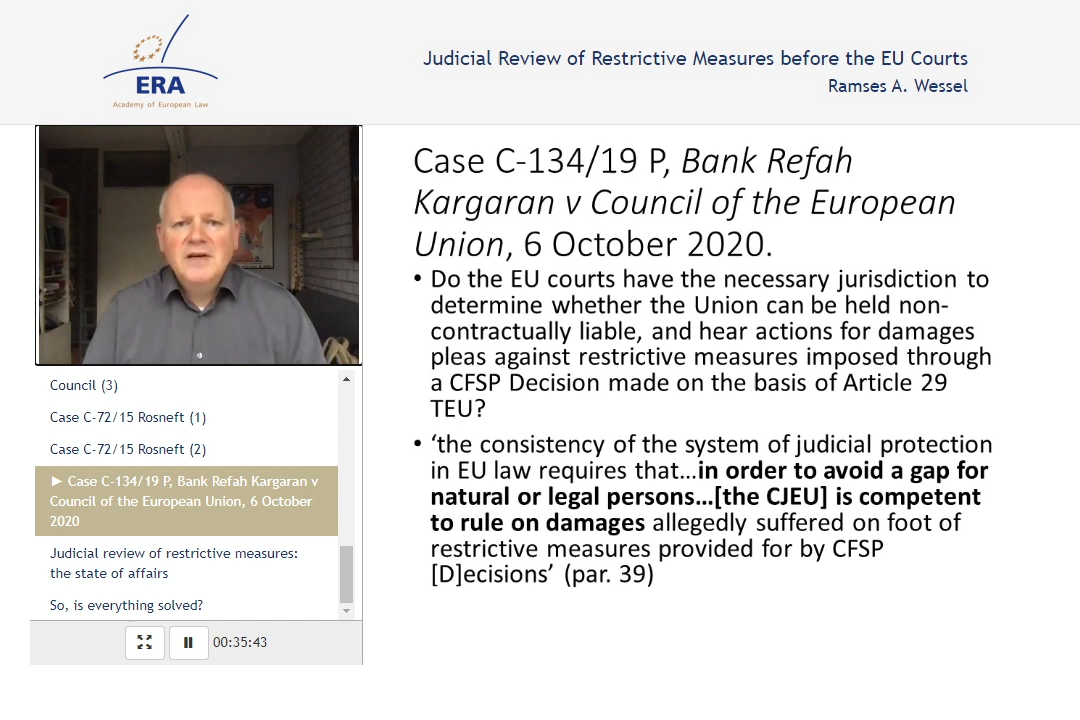 ERA
Academy of European Law
Judicial Review of Restrictive Measures before the EU Courts
Ramses A. Wessel
Council (3)
Case C-72/15 Rosneft (1)
Case C-72/15 Rosneft (2)
► Case C-134/19 P, Bank Refah Kargaran v
Council of the European Union, 6 October
2020
Judicial review of restrictive measures:
the state of affairs
So, is everything solved?
00:35:43
Case C-134/19 P, Bank Refah
Kargaran v Council of the European
Union, 6 October 2020.
• Do the EU courts have the necessary jurisdiction to
determine whether the Union can be held non-
contractually liable, and hear actions for damages
pleas against restrictive measures imposed through
a CFSP Decision made on the basis of Article 29
TEU?
• ‘the consistency of the system of judicial protection
in EU law requires that…in order to avoid a gap for
natural or legal persons…[the CJEU] is competent
to rule on damages allegedly suffered on foot of
restrictive measures provided for by CFSP
[D]ecisions’ (par. 39)